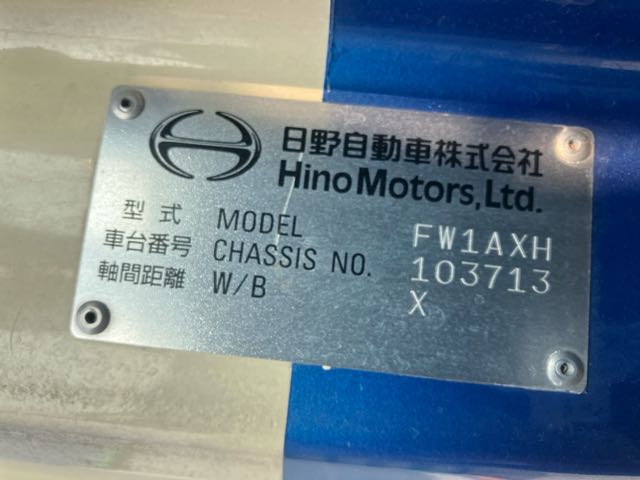 日野自動車株式会社
Hino Motors, Ltd.
型式 MODEL FW1AXH
車台番号 CHASSIS NO. 103713
軸間距離 W/B X